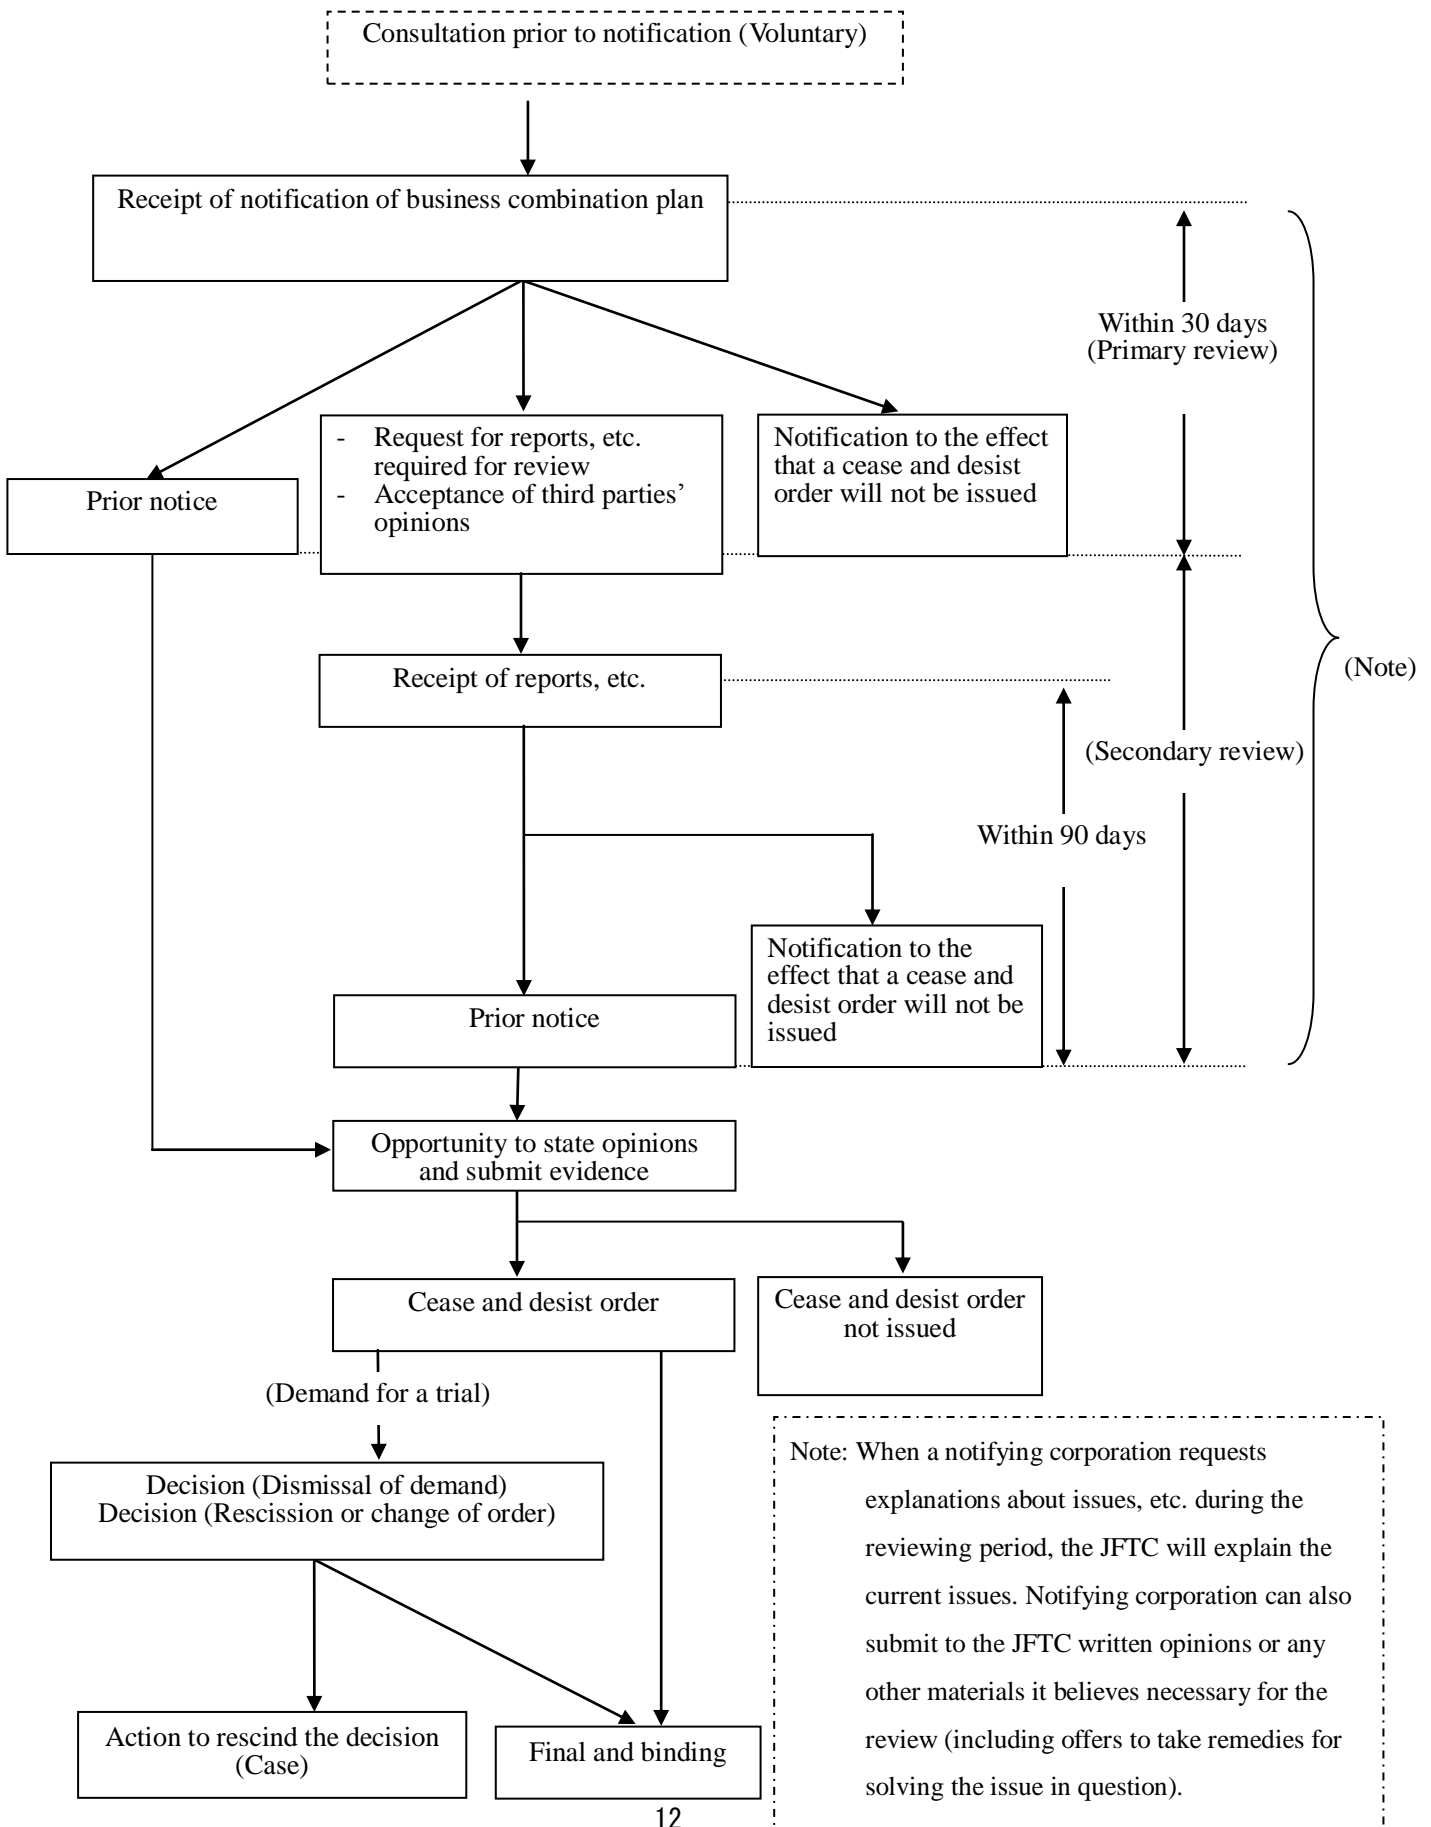 Consultation prior to notification (Voluntary)
Receipt of notification of business combination plan
Within 30 days
(Primary review)
- Request for reports, etc.
required for review
- Acceptance of third parties’
opinions
Notification to the effect
that a cease and desist
order will not be issued
Prior notice
Receipt of reports, etc.
(Note)
(Secondary review)
Within 90 days
Notification to the
effect that a cease and
desist order will not be
issued
Prior notice
Opportunity to state opinions
and submit evidence
Cease and desist order
Cease and desist order
not issued
(Demand for a trial)
Decision (Dismissal of demand)
Decision (Rescission or change of order)
Action to rescind the decision
(Case)
Final and binding
Note: When a notifying corporation requests
explanations about issues, etc. during the
reviewing period, the JFTC will explain the
current issues. Notifying corporation can also
submit to the JFTC written opinions or any
other materials it believes necessary for the
review (including offers to take remedies for
solving the issue in question).
12